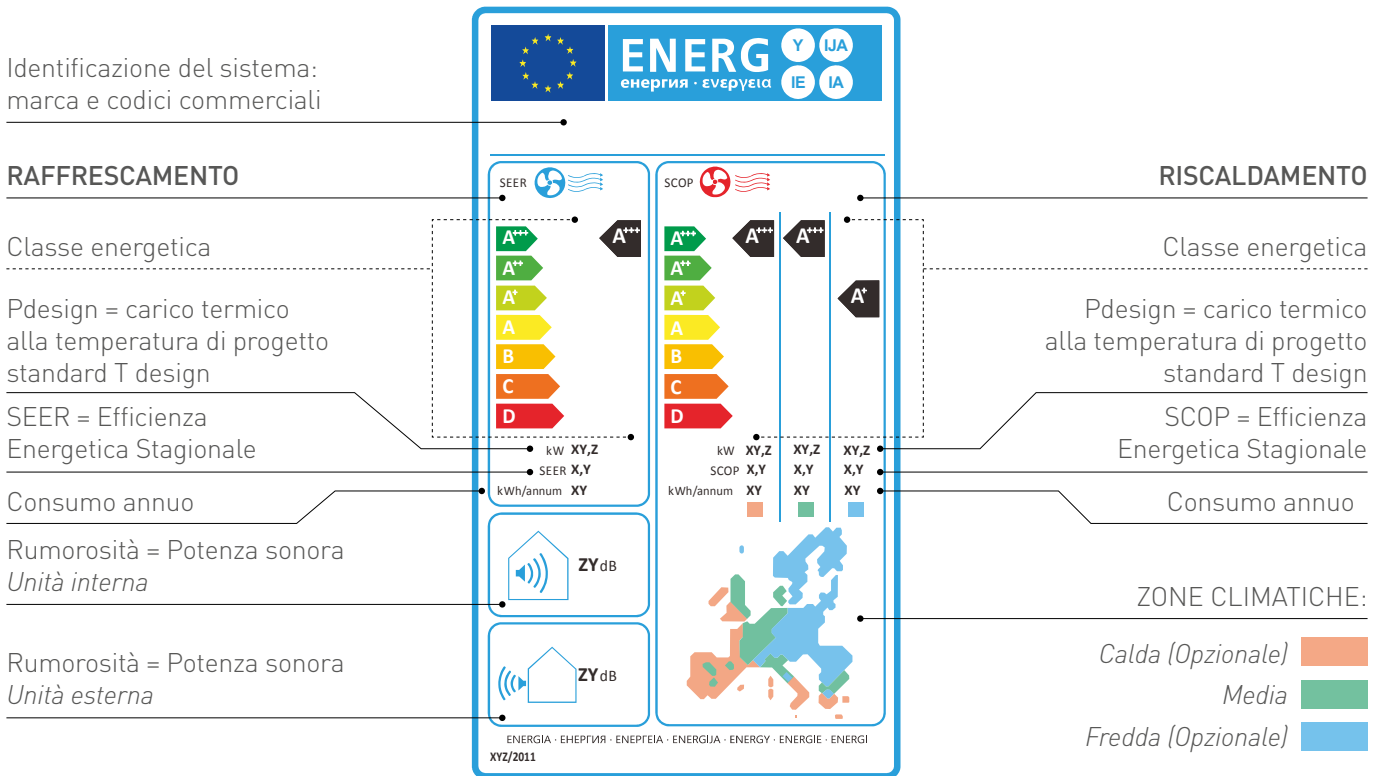 Identificazione del sistema:
marca e codici commerciali
RAFFRESCAMENTO
Classe energetica
Pdesign = carico termico
alla temperatura di progetto
standard T design
SEER = Efficienza
Energetica Stagionale
Consumo annuo
Rumorosità = Potenza sonora
Unità interna
Rumorosità = Potenza sonora
Unità esterna
ENERG
енергия · ενεργεια
Y IJA
IE IA
SEER
A+++ A+++
A++
A+
A
B
C
D
kW XY,Z
SEER X,Y
kWh/annum XY
ZY dB
ZY dB
SCOP
A+++ A+++ A+++
A++
A+ A+
A
B
C
D
kW XY,Z XY,Z XY,Z
SCOP X,Y X,Y X,Y
kWh/annum XY XY XY
ENERGIA · ЕНЕРГИЯ · ΕΝΕΡΓΕΙΑ · ENERGIJA · ENERGY · ENERGIE · ENERGI
XYZ/2011
RISCALDAMENTO
Classe energetica
Pdesign = carico termico
alla temperatura di progetto
standard T design
SCOP = Efficienza
Energetica Stagionale
Consumo annuo
ZONE CLIMATICHE:
Calda (Opzionale)
Media
Fredda (Opzionale)